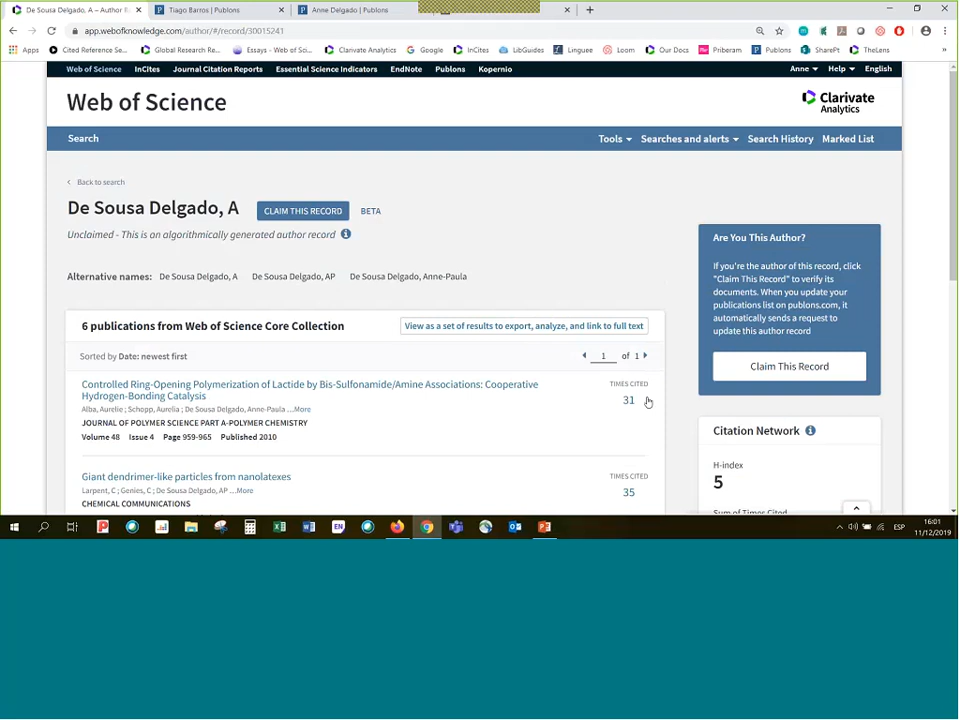 De Sousa Delgado, A – Author R
Tiago Barros | Publons
Anne Delgado | Publons
app.webofknowledge.com/author/#/record/30015241
Apps
Cited Reference Se...
Global Research Re...
Essays - Web of Sci...
Clarivate Analytics
Google
InCites
LibGuides
Linguee
Loom
Our Docs
Priberam
Publons
SharePt
TheLens
Web of Science InCites Journal Citation Reports Essential Science Indicators EndNote Publons Kopernio
Anne Help English
Web of Science
Clarivate
Analytics
Search
Tools Searches and alerts Search History Marked List
Back to search
De Sousa Delgado, A
CLAIM THIS RECORD
BETA
Unclaimed - This is an algorithmically generated author record
Alternative names: De Sousa Delgado, A De Sousa Delgado, AP De Sousa Delgado, Anne-Paula
6 publications from Web of Science Core Collection
View as a set of results to export, analyze, and link to full text
Sorted by Date: newest first
1 of 1
Controlled Ring-Opening Polymerization of Lactide by Bis-Sulfonamide/Amine Associations: Cooperative
Hydrogen-Bonding Catalysis
Alba, Aurelie ; Schopp, Aurelia ; De Sousa Delgado, Anne-Paula ...More
JOURNAL OF POLYMER SCIENCE PART A-POLYMER CHEMISTRY
Volume 48 Issue 4 Page 959-965 Published 2010
TIMES CITED
31
Giant dendrimer-like particles from nanolatexes
Larpent, C ; Genies, C ; De Sousa Delgado, AP ...More
CHEMICAL COMMUNICATIONS
TIMES CITED
35
Are You This Author?
If you're the author of this record, click
"Claim This Record" to verify its
documents. When you update your
publications list on publons.com, it
automatically sends a request to
update this author record
Claim This Record
Citation Network
H-index
5
Sum of Times Cited
EN
ESP
16:01
11/12/2019